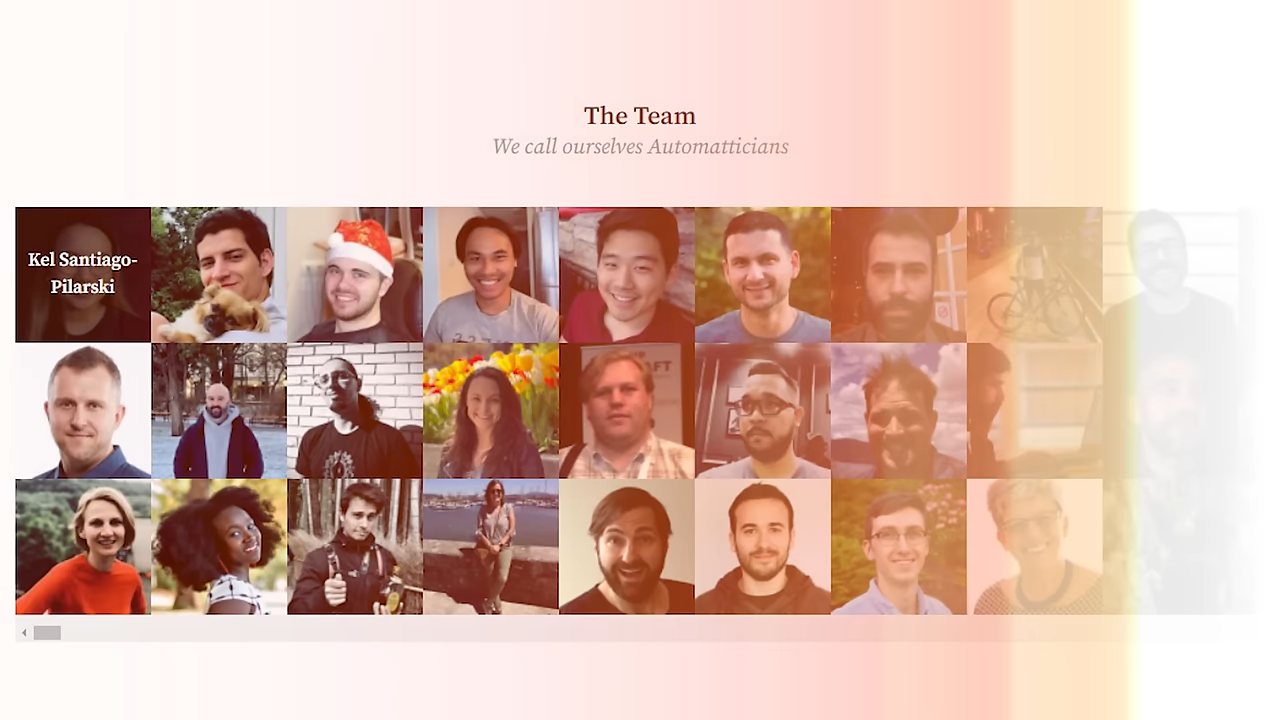 The Team
We call ourselves Automatticians
Kel Santiago-
Pilarski